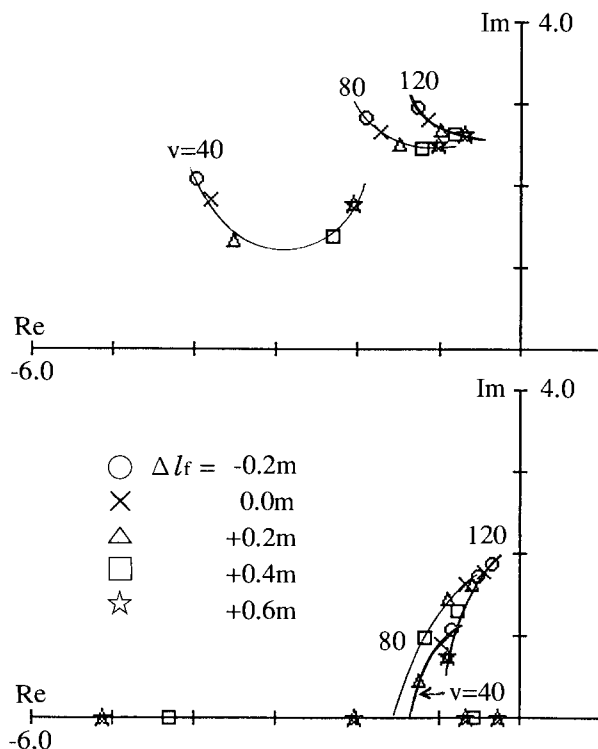 Im 4.0
80 120
v=40
Re
-6.0
Im 4.0
Δlf = -0.2m
0.0m
+0.2m
+0.4m
+0.6m
120
80
v=40
Re
-6.0